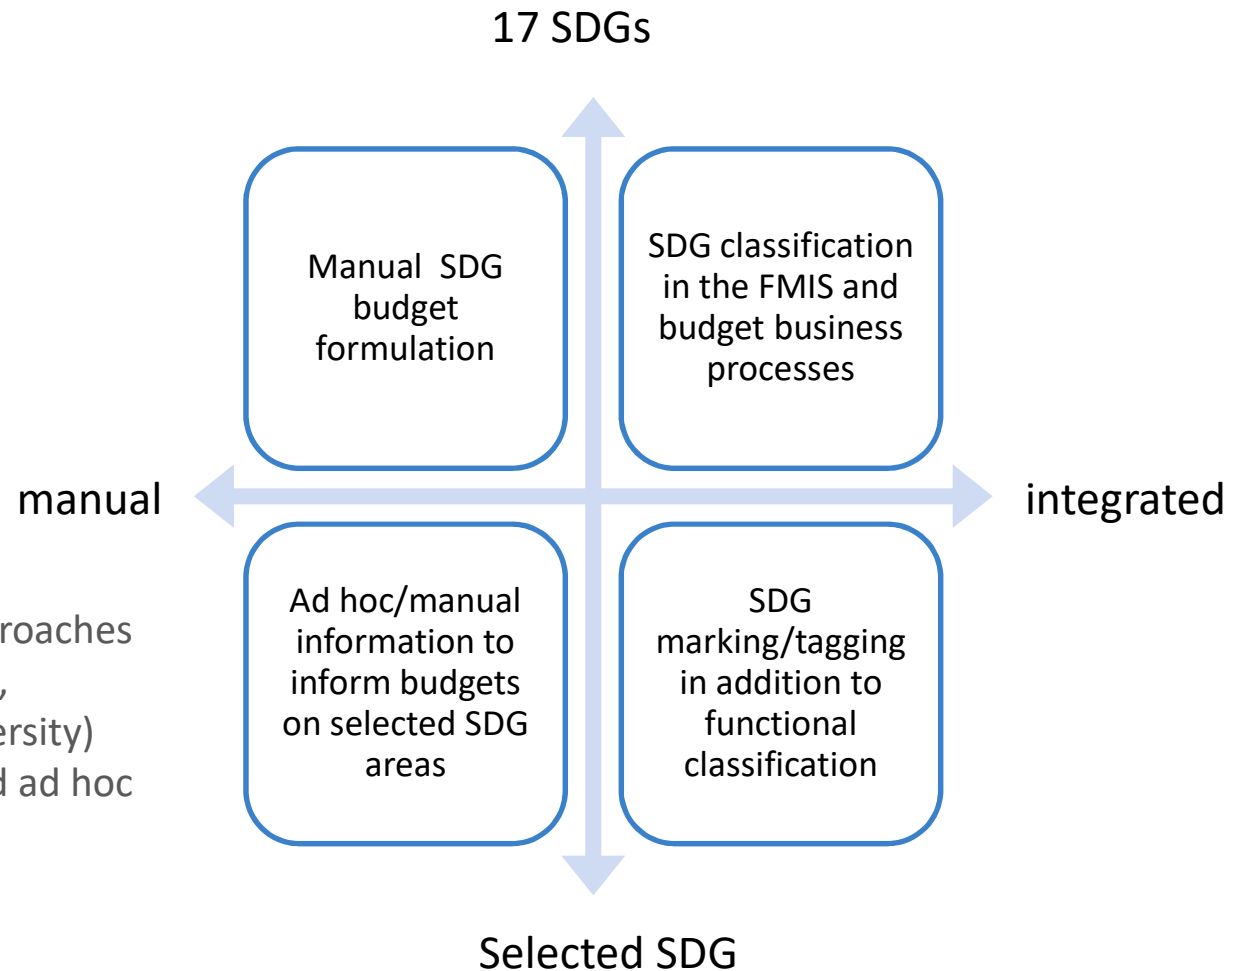 17 SDGs
Manual SDG
budget
formulation
SDG classification
in the FMIS and
budget business
processes
manual
integrated
Ad hoc/manual
information to
inform budgets
on selected SDG
areas
SDG
marking/tagging
in addition to
functional
classification
roaches
,
ersity)
d ad hoc
Selected SDG